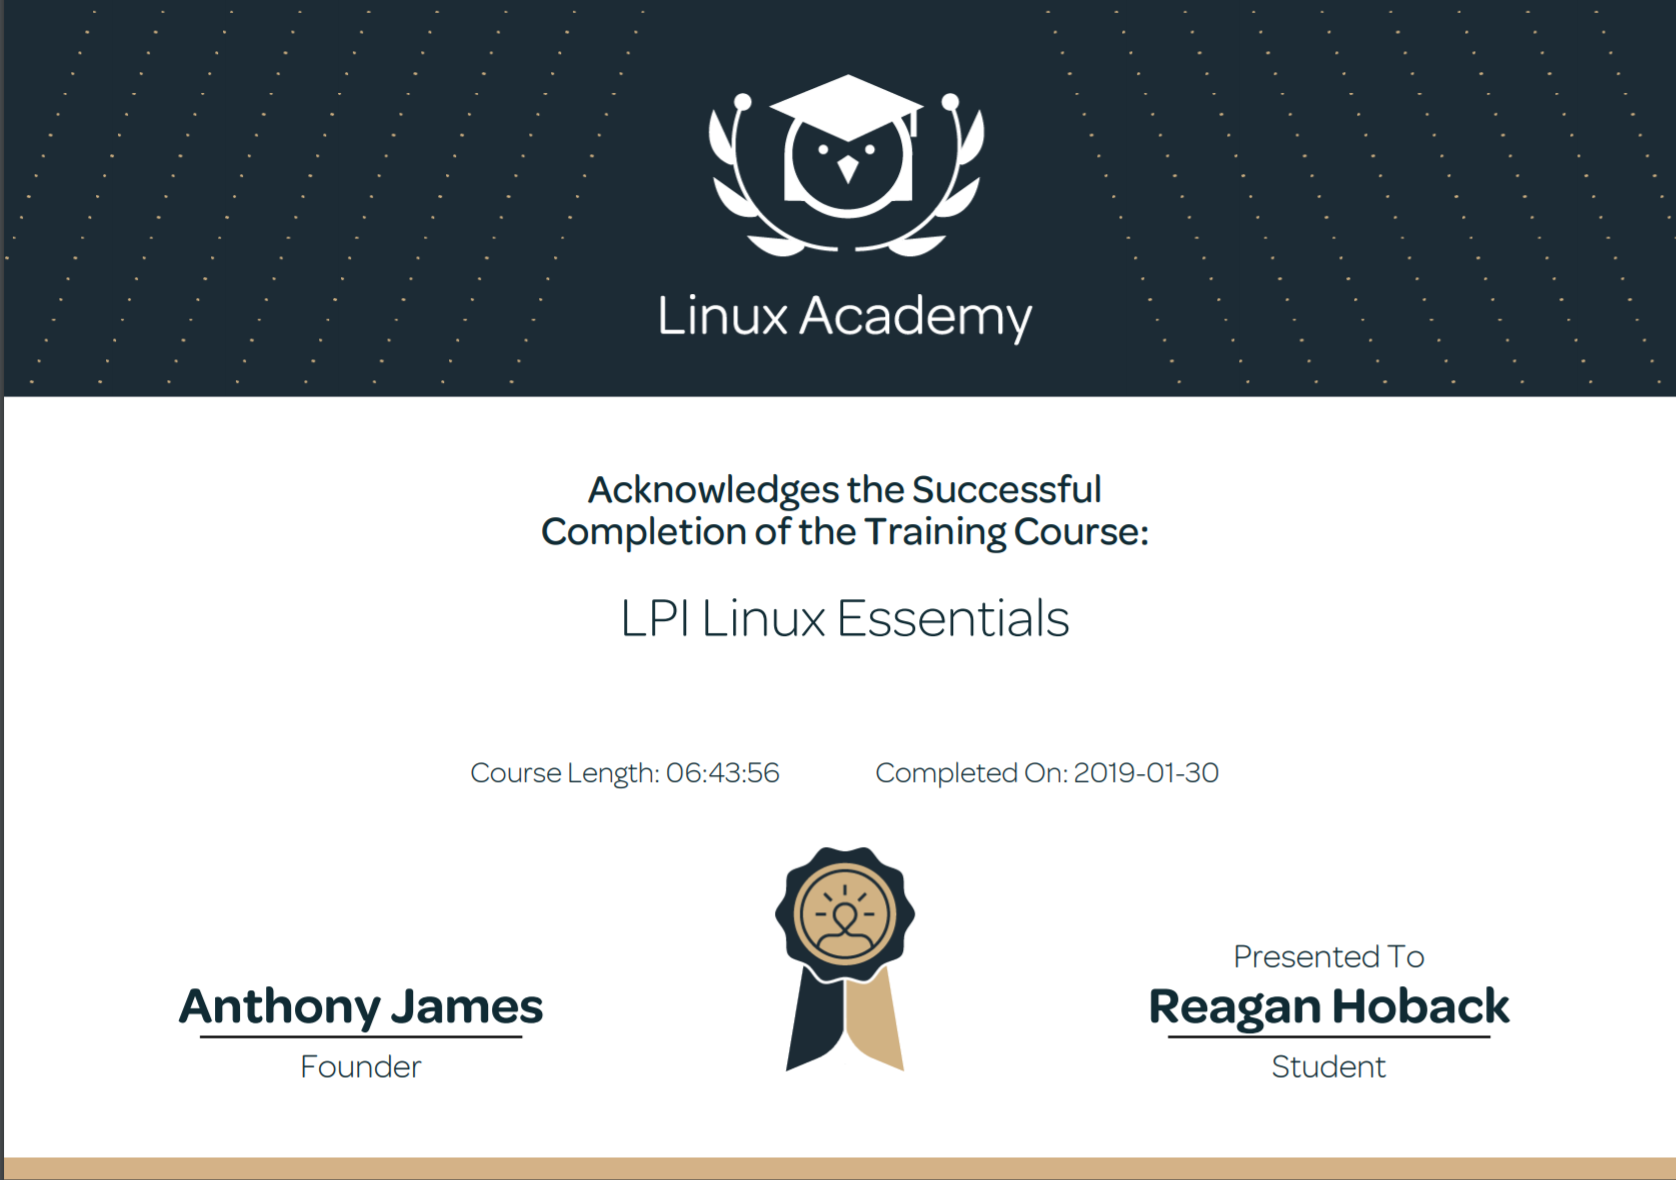 Linux Academy
Acknowledges the Successful
Completion of the Training Course:
LPI Linux Essentials
Course Length: 06:43:56
Completed On: 2019-01-30
Anthony James
Founder
Presented To
Reagan Hoback
Student